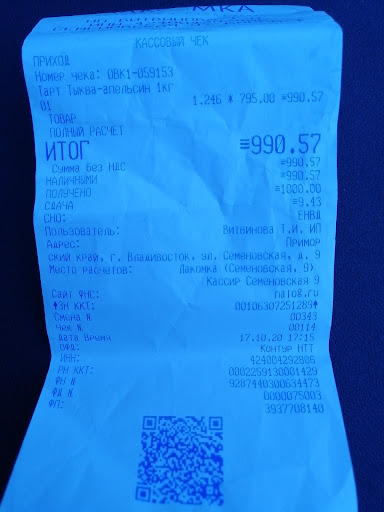 МКА
КАССОВЫЙ ЧЕК
ПРИХОД
Номер чека: 0ВК1-059153
Тарт Тыква-апельсин 1кг
1.246 * 795.00 =990.57
01
ТОВАР
ПОЛНЫЙ РАСЧЕТ
ИТОГ =990.57
Сумма без НДС =990.57
НАЛИЧНЫМИ =990.57
ПОЛУЧЕНО =1000.00
СДАЧА =9.43
СНО: ЕНВД
Пользователь: Витвинова Т.И. ИП
Адрес: Примор
ский край, г. Владивосток, ул. Семеновская, д. 9
Место расчетов: Лакомка (Семеновская, 9)
Кассир Семеновская 9
Сайт ФНС: nalog.ru
ЗН ККТ: 00106307251289
Смена N 00343
Чек N 00114
Дата Время 17.10.20 17:15
ОФД: Контур НТТ
ИНН: 424004292806
РН ККТ: 0002259130001429
ФН N 9287440300634473
ФД N 0000075003
ФП: 3937708140